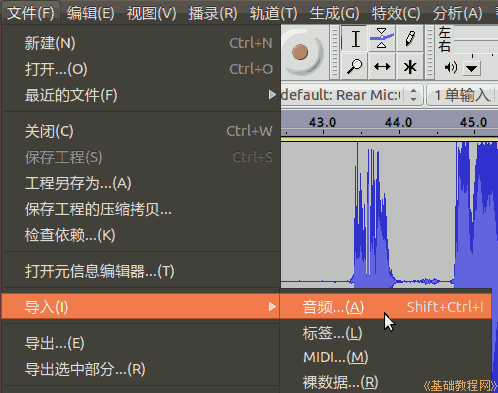 文件(F) 编辑(E) 视图(V) 播录(R) 轨道(T) 生成(G) 特效(C) 分析(A)
新建(N) Ctrl+N
打开...(O) Ctrl+O
最近的文件(F)
关闭(C) Ctrl+W
保存工程(S) Ctrl+S
工程另存为...(A)
保存工程的压缩拷贝...
检查依赖...(K)
打开元信息编辑器...(T)
导入(I)
导出...(E)
导出选中部分...(R)
左
右
default: Rear Mic:
1 单输入
43.0 44.0 45.0
音频...(A) Shift+Ctrl+I
标签...(L)
MIDI...(M)
裸数据...(R)
《基础教程网》